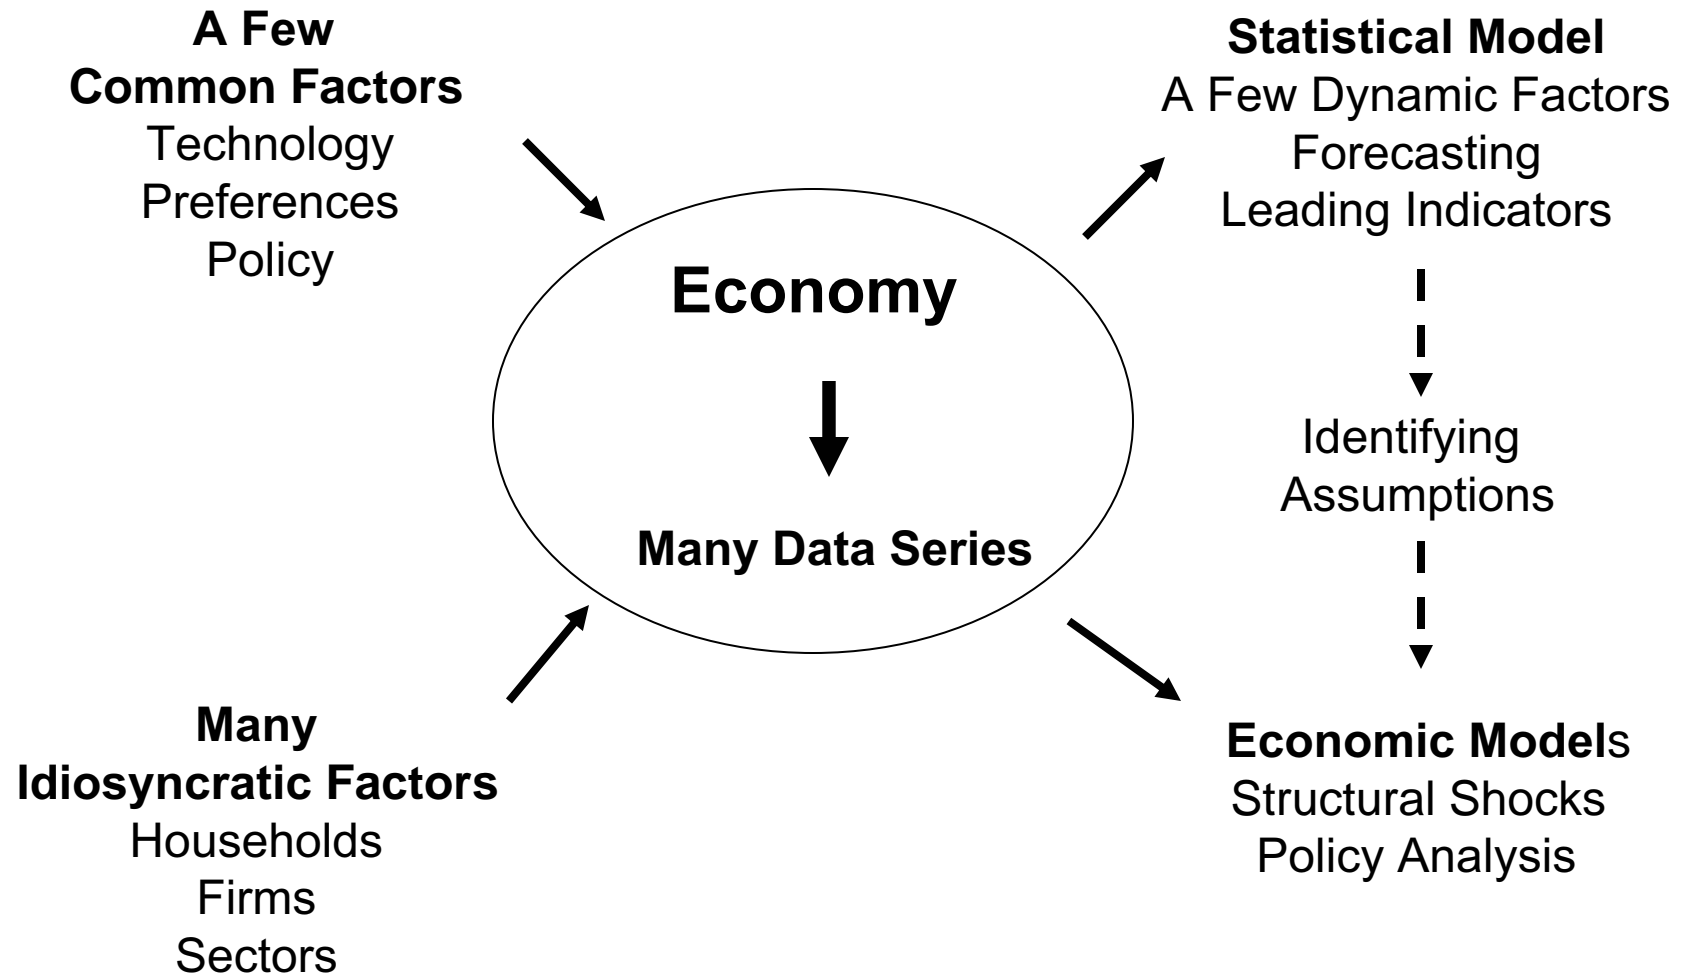 A Few
Common Factors
Technology
Preferences
Policy
Economy
Many Data Series
Many
Idiosyncratic Factors
Households
Firms
Sectors
Statistical Model
A Few Dynamic Factors
Forecasting
Leading Indicators
Identifying
Assumptions
Economic Models
Structural Shocks
Policy Analysis